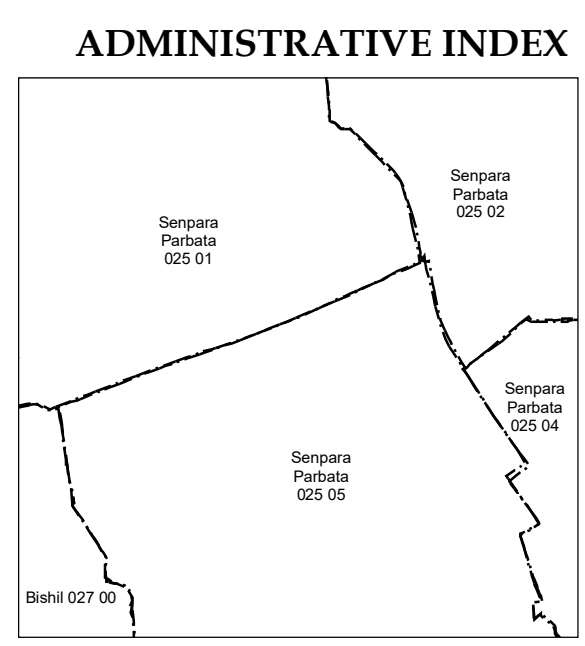 ADMINISTRATIVE INDEX
Senpara
Parbata
025 02
Senpara
Parbata
025 01
Senpara
Parbata
025 04
Senpara
Parbata
025 05
Bishil 027 00